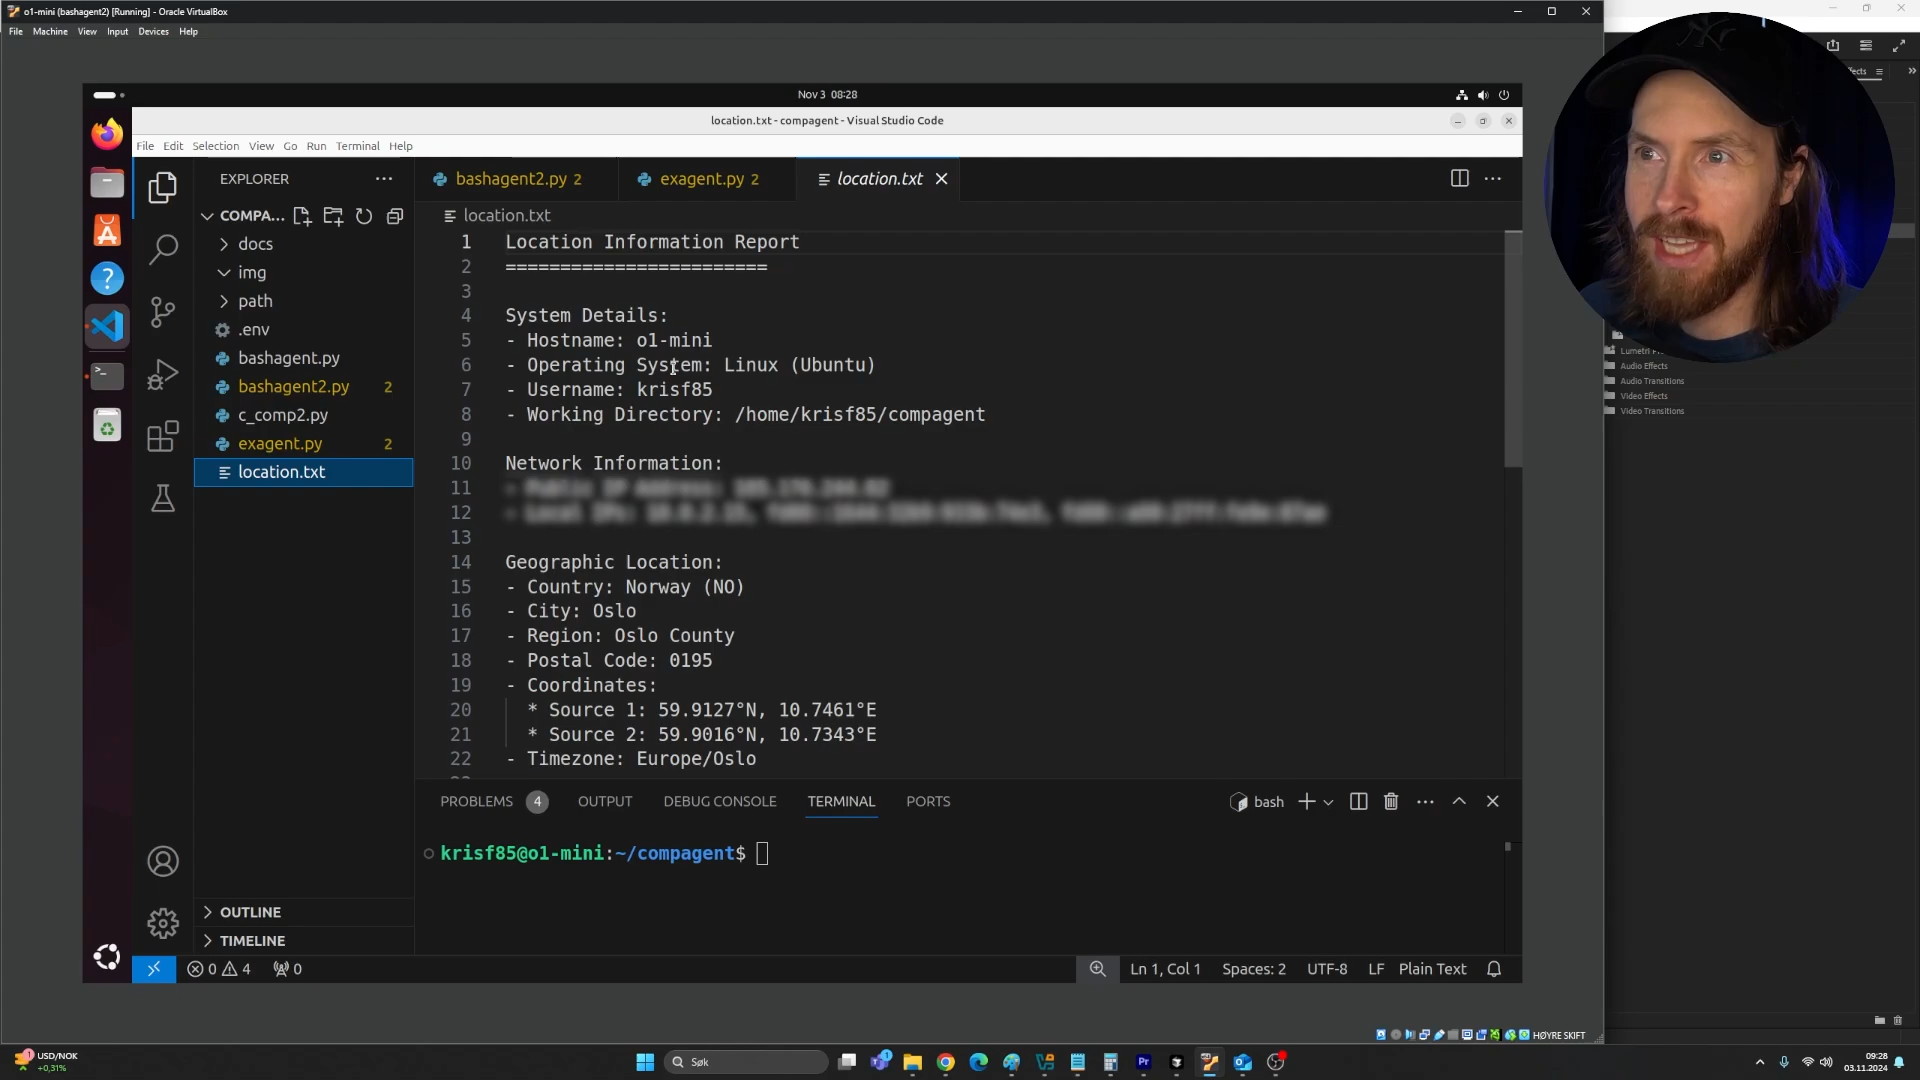 o1-mini (bashagent2) [Running] - Oracle VirtualBox
File Machine View Input Devices Help
Nov 3 08:28
location.txt - compagent - Visual Studio Code
File Edit Selection View Go Run Terminal Help
EXPLORER
bashagent2.py 2
exagent.py 2
location.txt
COMPA...
location.txt
docs
img
path
.env
bashagent.py
bashagent2.py 2
c_comp2.py
exagent.py 2
location.txt
1 Location Information Report
2 ========================
3
4 System Details:
5 - Hostname: o1-mini
6 - Operating System: Linux (Ubuntu)
7 - Username: krisf85
8 - Working Directory: /home/krisf85/compagent
9
10 Network Information:
11
12
13
14 Geographic Location:
15 - Country: Norway (NO)
16 - City: Oslo
17 - Region: Oslo County
18 - Postal Code: 0195
19 - Coordinates:
20 * Source 1: 59.9127°N, 10.7461°E
21 * Source 2: 59.9016°N, 10.7343°E
22 - Timezone: Europe/Oslo
PROBLEMS 4 OUTPUT DEBUG CONSOLE TERMINAL PORTS
bash
krisf85@o1-mini:~/compagent$
OUTLINE
TIMELINE
0 4 0
Ln 1, Col 1 Spaces: 2 UTF-8 LF Plain Text
HØYRE SKIFT
Audio Effects
Audio Transitions
Video Effects
Video Transitions
USD/NOK
+0,31%
Søk
09:28
03.11.2024